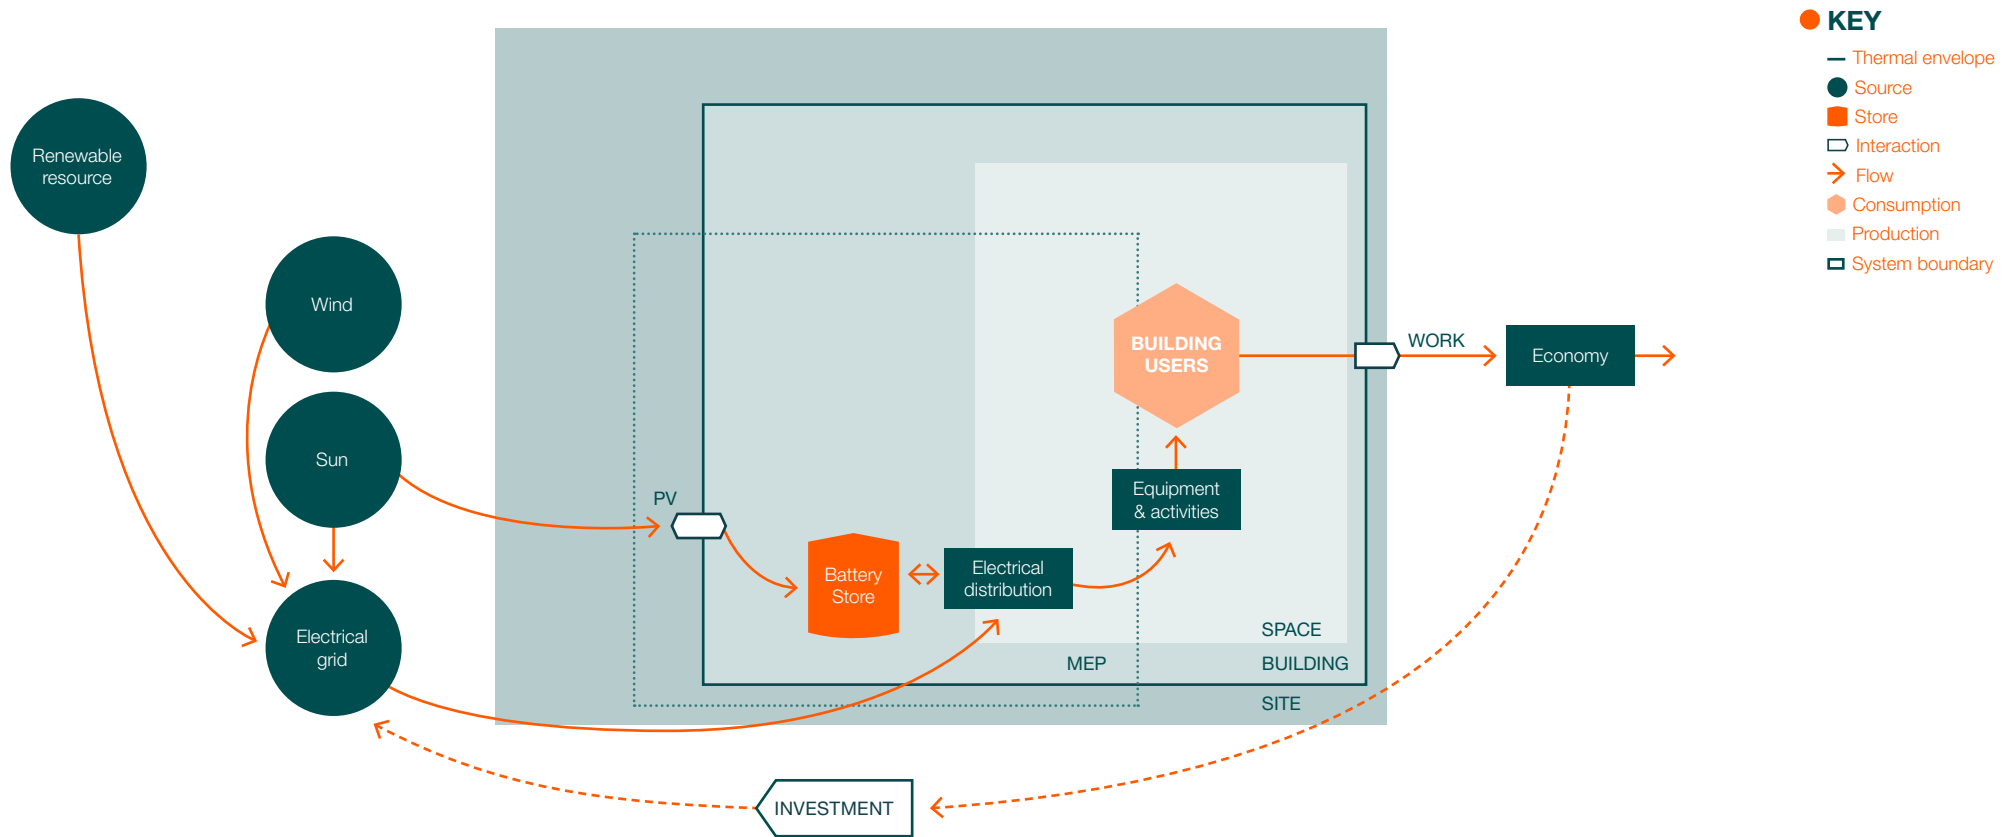 KEY
Thermal envelope
Source
Store
Interaction
Flow
Consumption
Production
System boundary
Renewable
resource
Wind
Sun
Electrical
grid
PV
Battery
Store
Electrical
distribution
Equipment
& activities
BUILDING
USERS
WORK
Economy
SPACE
MEP
BUILDING
SITE
INVESTMENT